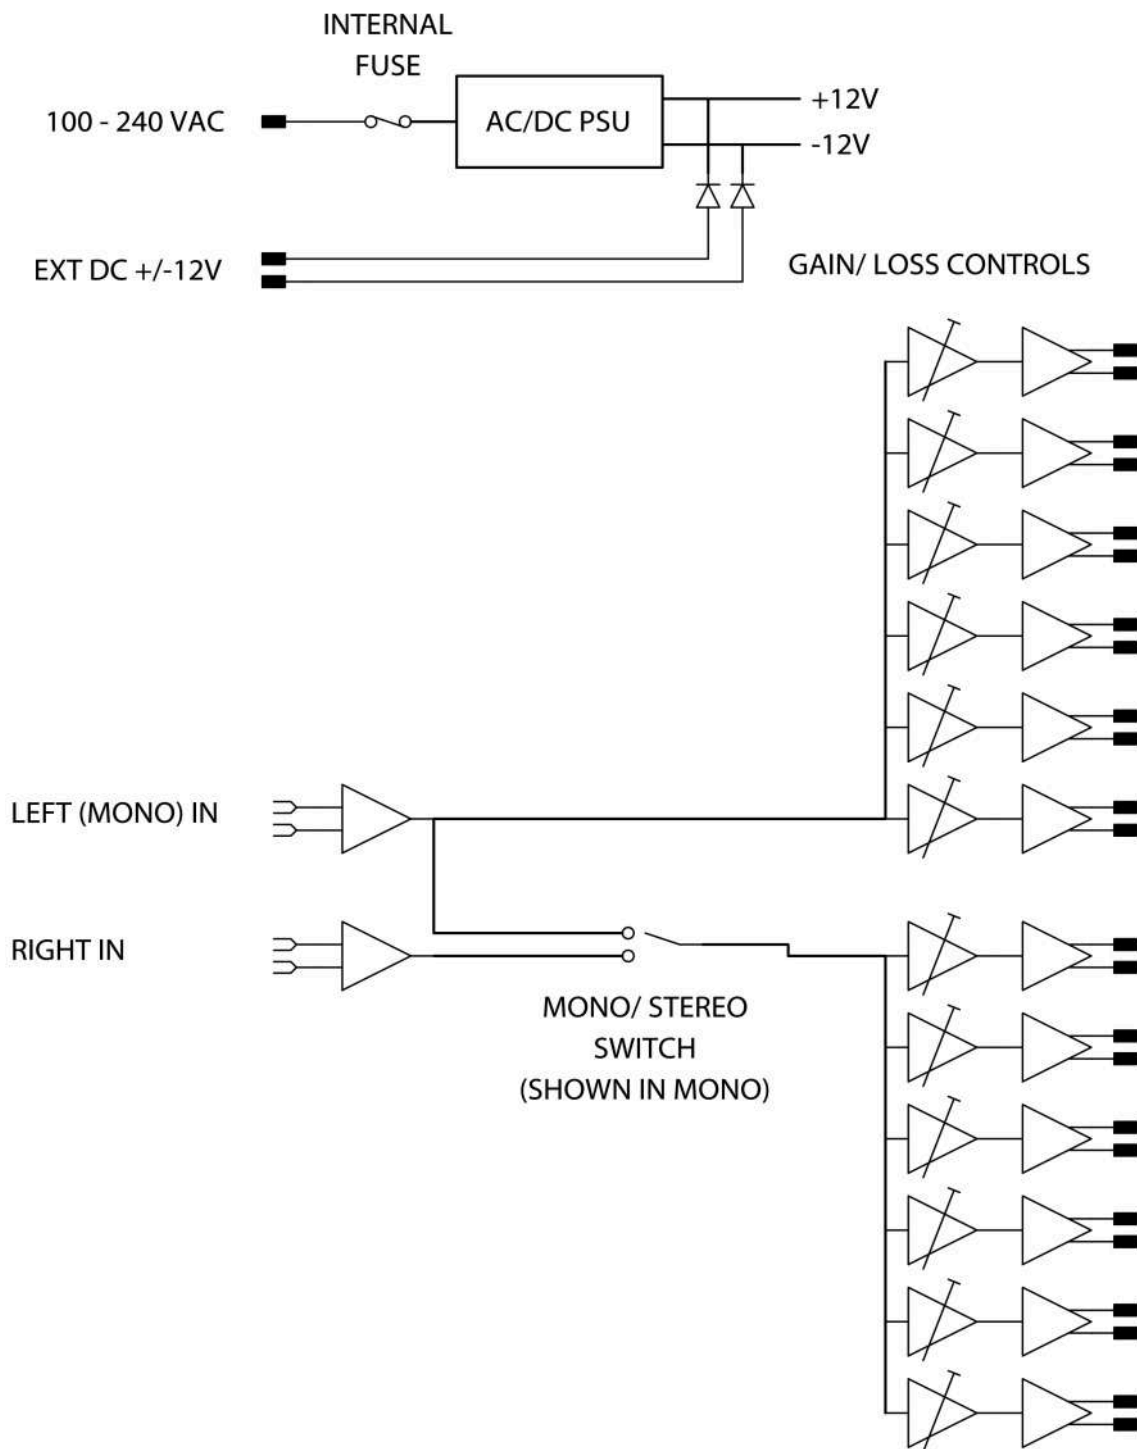 INTERNAL
FUSE
100 - 240 VAC
AC/DC PSU
+12V
-12V
EXT DC +/-12V
GAIN/ LOSS CONTROLS
LEFT (MONO) IN
RIGHT IN
MONO/ STEREO
SWITCH
(SHOWN IN MONO)